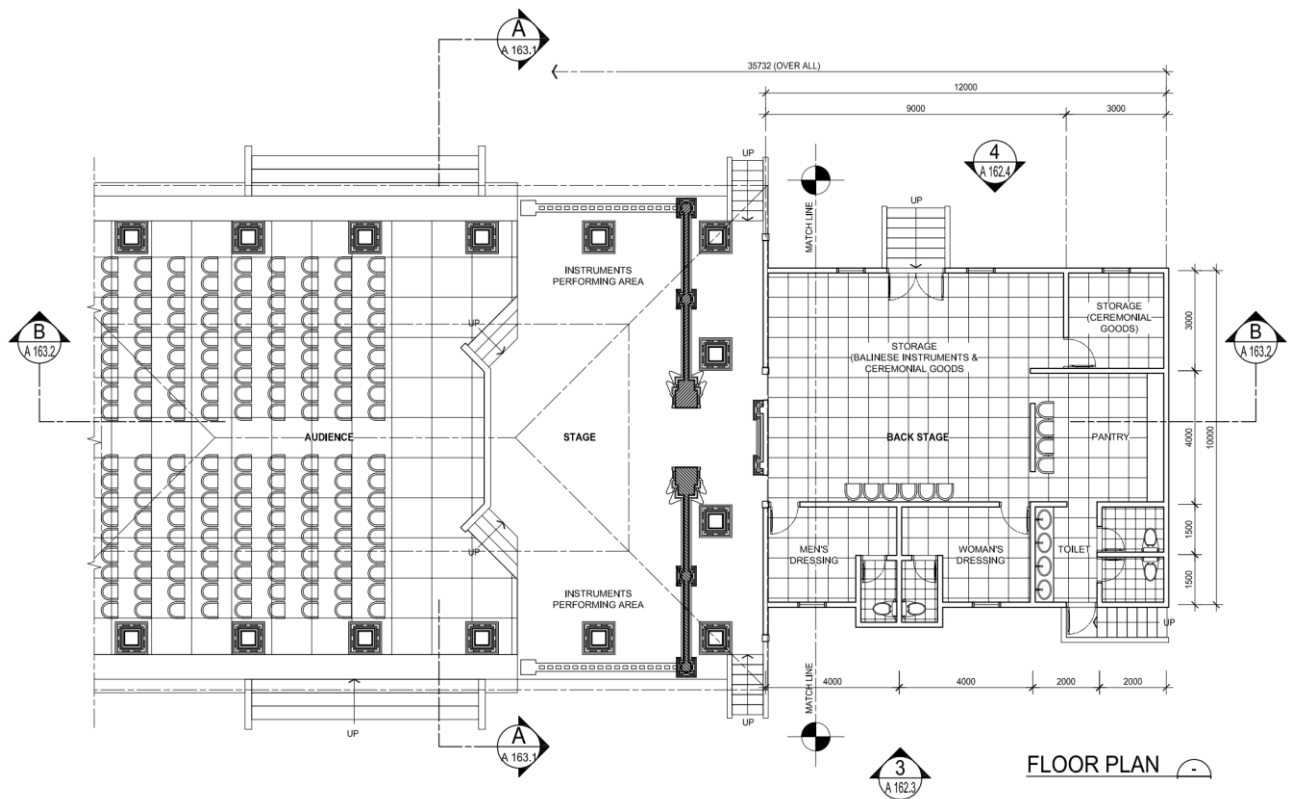 A
A 163.1
35732 (OVER ALL)
12000
9000
3000
4
A 162.4
UP
UP
MATCH LINE
INSTRUMENTS
PERFORMING AREA
STORAGE
(CEREMONIAL
GOODS)
B
A 163.2
B
A 163.2
UP
STORAGE
(BALINESE INSTRUMENTS &
CEREMONIAL GOODS
3000
AUDIENCE
STAGE
BACK STAGE
PANTRY
4000
10000
UP
MEN'S
DRESSING
WOMAN'S
DRESSING
TOILET
1500
1500
INSTRUMENTS
PERFORMING AREA
UP
4000
4000
2000
2000
MATCH LINE
UP
UP
A
A 163.1
3
A 162.3
FLOOR PLAN
-